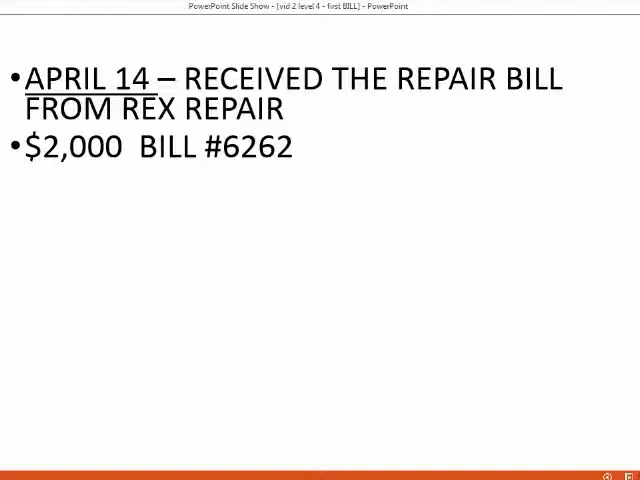 PowerPoint Slide Show - [vid 2 level 4 - first BILL] - PowerPoint
•APRIL 14 – RECEIVED THE REPAIR BILL
FROM REX REPAIR
•$2,000 BILL #6262